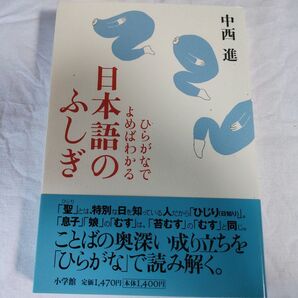 中西 進
ひらがなで
よめばわかる
日本語の
ふしぎ
ひじり
「聖」とは、特別な日を知っている人だから「ひじり(日知り)」。
「息子」「娘」の「むす」は、「苔むす」の「むす」と同じ。
ことばの奥深い成り立ちを
「ひらがな」で読み解く。
小学館
定価1,470円 本体1,400円